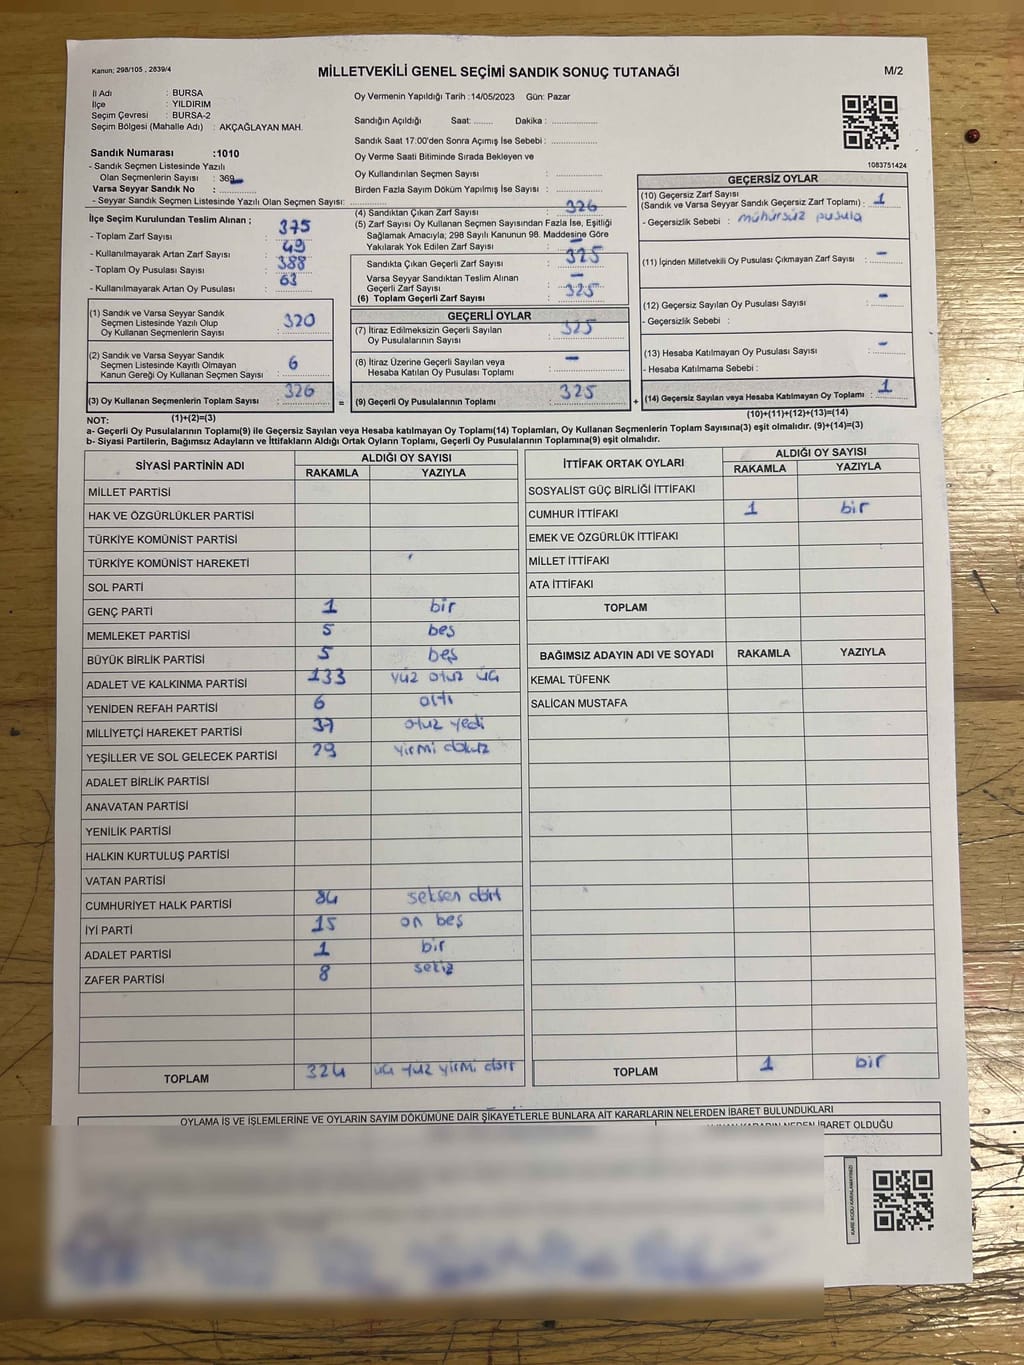 Kanun; 298/105 , 2839/4
MİLLETVEKİLİ GENEL SEÇİMİ SANDIK SONUÇ TUTANAĞI
M/2
İl Adı : BURSA
İlçe : YILDIRIM
Seçim Çevresi : BURSA-2
Seçim Bölgesi (Mahalle Adı) : AKÇAĞLAYAN MAH.
Sandık Numarası :1010
- Sandık Seçmen Listesinde Yazılı
Olan Seçmenlerin Sayısı : 369
Varsa Seyyar Sandık No : ..............
- Seyyar Sandık Seçmen Listesinde Yazılı Olan Seçmen Sayısı: ..............
Oy Vermenin Yapıldığı Tarih :14/05/2023 Gün: Pazar
Sandığın Açıldığı Saat: ........ Dakika : ..............
Sandık Saat 17:00'den Sonra Açımış İse Sebebi : ..............
Oy Verme Saati Bitiminde Sırada Bekleyen ve
Oy Kullandırılan Seçmen Sayısı : ..............
Birden Fazla Sayım Döküm Yapılmış İse Sayısı : ..............
1083751424
İlçe Seçim Kurulundan Teslim Alınan ;
- Toplam Zarf Sayısı : 375
- Kullanılmayarak Artan Zarf Sayısı : 49
- Toplam Oy Pusulası Sayısı : 388
- Kullanılmayarak Artan Oy Pusulası : 63
(1) Sandık ve Varsa Seyyar Sandık
Seçmen Listesinde Yazılı Olup
Oy Kullanan Seçmenlerin Sayısı : 320
(2) Sandık ve Varsa Seyyar Sandık
Seçmen Listesinde Kayıtlı Olmayan
Kanun Gereği Oy Kullanan Seçmen Sayısı : 6
(3) Oy Kullanan Seçmenlerin Toplam Sayısı : 326 =
(4) Sandıktan Çıkan Zarf Sayısı : 326
(5) Zarf Sayısı Oy Kullanan Seçmen Sayısından Fazla İse, Eşitliği
Sağlamak Amacıyla; 298 Sayılı Kanunun 98. Maddesine Göre
Yakılarak Yok Edilen Zarf Sayısı : -
Sandıkta Çıkan Geçerli Zarf Sayısı : 325
Varsa Seyyar Sandıktan Teslim Alınan
Geçerli Zarf Sayısı : -
(6) Toplam Geçerli Zarf Sayısı : 325
GEÇERLİ OYLAR
(7) İtiraz Edilmeksizin Geçerli Sayılan
Oy Pusulalarının Sayısı : 325
(8) İtiraz Üzerine Geçerli Sayılan veya
Hesaba Katılan Oy Pusulası Toplamı : -
(9) Geçerli Oy Pusulalarının Toplamı : 325 +
GEÇERSİZ OYLAR
(10) Geçersiz Zarf Sayısı
(Sandık ve Varsa Seyyar Sandık Geçersiz Zarf Toplamı) : 1
- Geçersizlik Sebebi : mühürsüz pusula
(11) İçinden Milletvekili Oy Pusulası Çıkmayan Zarf Sayısı : -
(12) Geçersiz Sayılan Oy Pusulası Sayısı : -
- Geçersizlik Sebebi :
(13) Hesaba Katılmayan Oy Pusulası Sayısı : -
- Hesaba Katılmama Sebebi :
(14) Geçersiz Sayılan veya Hesaba Katılmayan Oy Toplamı : 1
NOT: (1)+(2)=(3)
(10)+(11)+(12)+(13)=(14)
a- Geçerli Oy Pusulalarının Toplamı(9) ile Geçersiz Sayılan veya Hesaba katılmayan Oy Toplamı(14) Toplamları, Oy Kullanan Seçmenlerin Toplam Sayısına(3) eşit olmalıdır. (9)+(14)=(3)
b- Siyasi Partilerin, Bağımsız Adayların ve İttifakların Aldığı Ortak Oyların Toplamı, Geçerli Oy Pusulalarının Toplamına(9) eşit olmalıdır.
SİYASİ PARTİNİN ADI ALDIĞI OY SAYISI
RAKAMLA YAZIYLA
MİLLET PARTİSİ
HAK VE ÖZGÜRLÜKLER PARTİSİ
TÜRKİYE KOMÜNİST PARTİSİ
TÜRKİYE KOMÜNİST HAREKETİ
SOL PARTİ
GENÇ PARTİ 1 bir
MEMLEKET PARTİSİ 5 beş
BÜYÜK BİRLİK PARTİSİ 5 beş
ADALET VE KALKINMA PARTİSİ 133 yüz otuz üç
YENİDEN REFAH PARTİSİ 6 altı
MİLLİYETÇİ HAREKET PARTİSİ 37 otuz yedi
YEŞİLLER VE SOL GELECEK PARTİSİ 29 yirmi dokuz
ADALET BİRLİK PARTİSİ
ANAVATAN PARTİSİ
YENİLİK PARTİSİ
HALKIN KURTULUŞ PARTİSİ
VATAN PARTİSİ
CUMHURİYET HALK PARTİSİ 84 seksen dört
İYİ PARTİ 15 on beş
ADALET PARTİSİ 1 bir
ZAFER PARTİSİ 8 sekiz
TOPLAM 324 üç yüz yirmi dört
İTTİFAK ORTAK OYLARI ALDIĞI OY SAYISI
RAKAMLA YAZIYLA
SOSYALİST GÜÇ BİRLİĞİ İTTİFAKI
CUMHUR İTTİFAKI 1 bir
EMEK VE ÖZGÜRLÜK İTTİFAKI
MİLLET İTTİFAKI
ATA İTTİFAKI
TOPLAM
BAĞIMSIZ ADAYIN ADI VE SOYADI RAKAMLA YAZIYLA
KEMAL TÜFENK
SALİCAN MUSTAFA
TOPLAM 1 bir
OYLAMA İŞ VE İŞLEMLERİNE VE OYLARIN SAYIM DÖKÜMÜNE DAİR ŞİKAYETLERLE BUNLARA AİT KARARLARIN NELERDEN İBARET BULUNDUKLARI
İBARET OLDUĞU